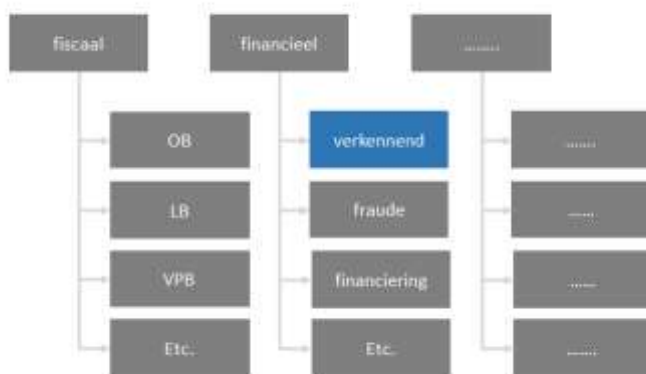 fiscaal
financieel
........
OB
verkennend
.......
LB
fraude
......
VPB
financiering
......
Etc.
Etc.
.......